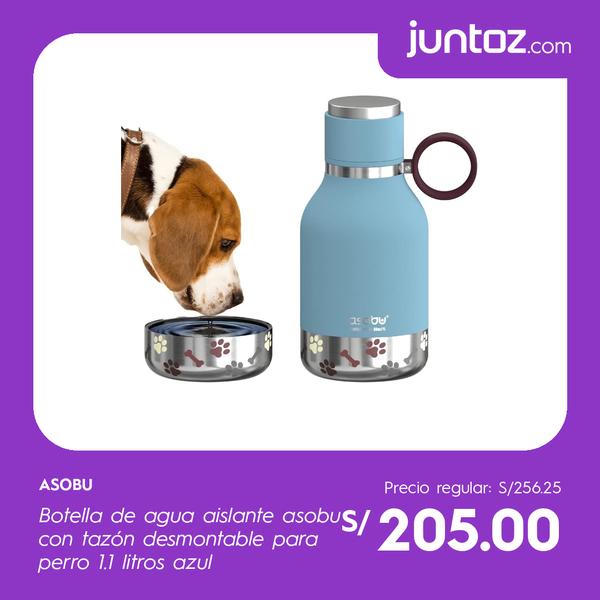 juntoz.com
asobu®
ASOBU
Botella de agua aislante asobu
con tazón desmontable para
perro 1.1 litros azul
Precio regular: S/256.25
S/ 205.00